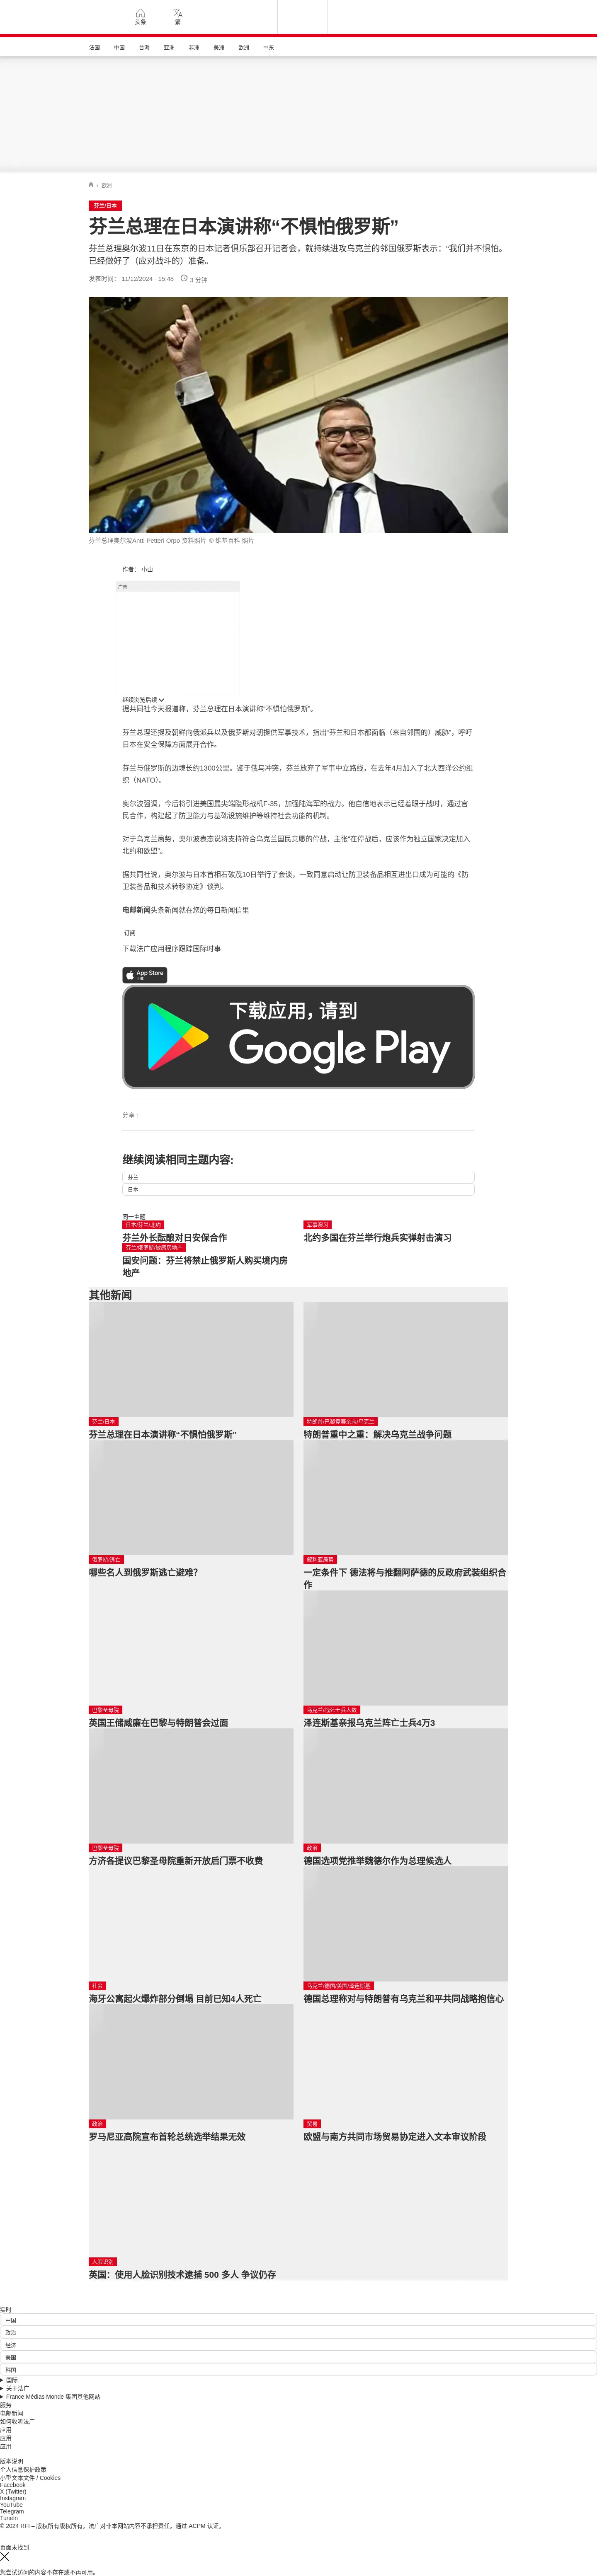 头条
繁
法国 中国 台海 亚洲 非洲 美洲 欧洲 中东
/ 欧洲
芬兰/日本
芬兰总理在日本演讲称“不惧怕俄罗斯”
芬兰总理奥尔波11日在东京的日本记者俱乐部召开记者会，就持续进攻乌克兰的邻国俄罗斯表示：“我们并不惧怕。
已经做好了（应对战斗的）准备。
发表时间： 11/12/2024 - 15:48 3 分钟
芬兰总理奥尔波Antti Petteri Orpo 资料照片 © 维基百科 照片
作者： 小山
广告
继续浏览后续
据共同社今天报道称，芬兰总理在日本演讲称“不惧怕俄罗斯”。
芬兰总理还提及朝鲜向俄派兵以及俄罗斯对朝提供军事技术，指出“芬兰和日本都面临（来自邻国的）威胁”，呼吁
日本在安全保障方面展开合作。
芬兰与俄罗斯的边境长约1300公里。鉴于俄乌冲突，芬兰放弃了军事中立路线，在去年4月加入了北大西洋公约组
织（NATO）。
奥尔波强调，今后将引进美国最尖端隐形战机F-35，加强陆海军的战力。他自信地表示已经着眼于战时，通过官
民合作，构建起了防卫能力与基础设施维护等维持社会功能的机制。
对于乌克兰局势，奥尔波表态说将支持符合乌克兰国民意愿的停战，主张“在停战后，应该作为独立国家决定加入
北约和欧盟”。
据共同社说，奥尔波与日本首相石破茂10日举行了会谈，一致同意启动让防卫装备品相互进出口成为可能的《防
卫装备品和技术转移协定》谈判。
电邮新闻头条新闻就在您的每日新闻信里
订阅
下载法广应用程序跟踪国际时事
App Store
下载
下载应用，请到
Google Play
分享 :
继续阅读相同主题内容:
芬兰
日本
同一主题
日本/芬兰/北约
芬兰外长酝酿对日安保合作
军事演习
北约多国在芬兰举行炮兵实弹射击演习
芬兰/俄罗斯/敏感房地产
国安问题：芬兰将禁止俄罗斯人购买境内房
地产
其他新闻
芬兰/日本
芬兰总理在日本演讲称“不惧怕俄罗斯”
特朗普/巴黎竞赛杂志/乌克兰
特朗普重中之重：解决乌克兰战争问题
俄罗斯/逃亡
哪些名人到俄罗斯逃亡避难？
叙利亚局势
一定条件下 德法将与推翻阿萨德的反政府武装组织合
作
巴黎圣母院
英国王储威廉在巴黎与特朗普会过面
乌克兰/战死士兵人数
泽连斯基亲报乌克兰阵亡士兵4万3
巴黎圣母院
方济各提议巴黎圣母院重新开放后门票不收费
政治
德国选项党推举魏德尔作为总理候选人
社会
海牙公寓起火爆炸部分倒塌 目前已知4人死亡
乌克兰/德国/美国/泽连斯基
德国总理称对与特朗普有乌克兰和平共同战略抱信心
政治
罗马尼亚高院宣布首轮总统选举结果无效
贸易
欧盟与南方共同市场贸易协定进入文本审议阶段
人脸识别
英国：使用人脸识别技术逮捕 500 多人 争议仍存
实时
中国
政治
经济
美国
韩国
国际
关于法广
France Médias Monde 集团其他网站
服务
电邮新闻
如何收听法广
应用
应用
应用
版本说明
个人信息保护政策
小型文本文件 / Cookies
Facebook
X (Twitter)
Instagram
YouTube
Telegram
TuneIn
© 2024 RFI – 版权所有版权所有。法广对非本网站内容不承担责任。通过 ACPM 认证。
页面未找到
您尝试访问的内容不存在或不再可用。